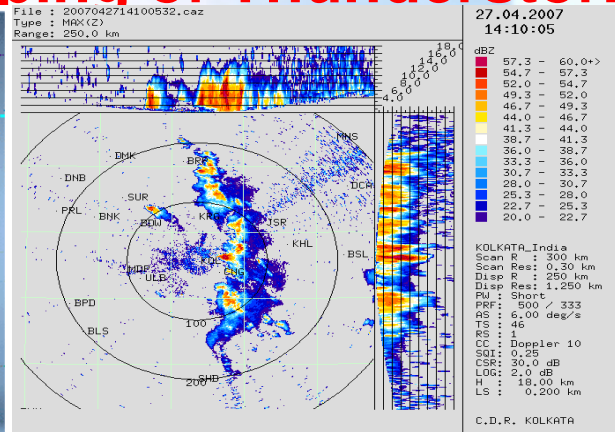 of Thunderstor
File : 2007042714100532.caz
Type : MAX(Z)
Range: 250.0 km
27.04.2007
14:10:05
18.0
16.0
14.0
12.0
10.0
8.0
6.0
4.0
dBZ
57.3 - 60.0+>
54.7 - 57.3
52.0 - 54.7
49.3 - 52.0
46.7 - 49.3
44.0 - 46.7
41.3 - 44.0
38.7 - 41.3
36.0 - 38.7
33.3 - 36.0
30.7 - 33.3
28.0 - 30.7
25.3 - 28.0
22.7 - 25.3
20.0 - 22.7
MNS
DMK BRP
DNB DCA
SUR
PRL BNK BDW KRG JSR
KHL
BSL
MDP ULB CNG
BPD 100
BLS
SHD
200
KOLKATA_India
Scan R : 300 km
Scan Res: 0.30 km
Disp R : 250 km
Disp Res: 1.250 km
PW : Short
PRF: 500 / 333
AS : 6.00 deg/s
TS : 46
RS : 1
CC : Doppler 10
SQI: 0.25
CSR: 30.0 dB
LOG: 2.0 dB
H : 18.00 km
LS : 0.200 km
C.D.R. KOLKATA